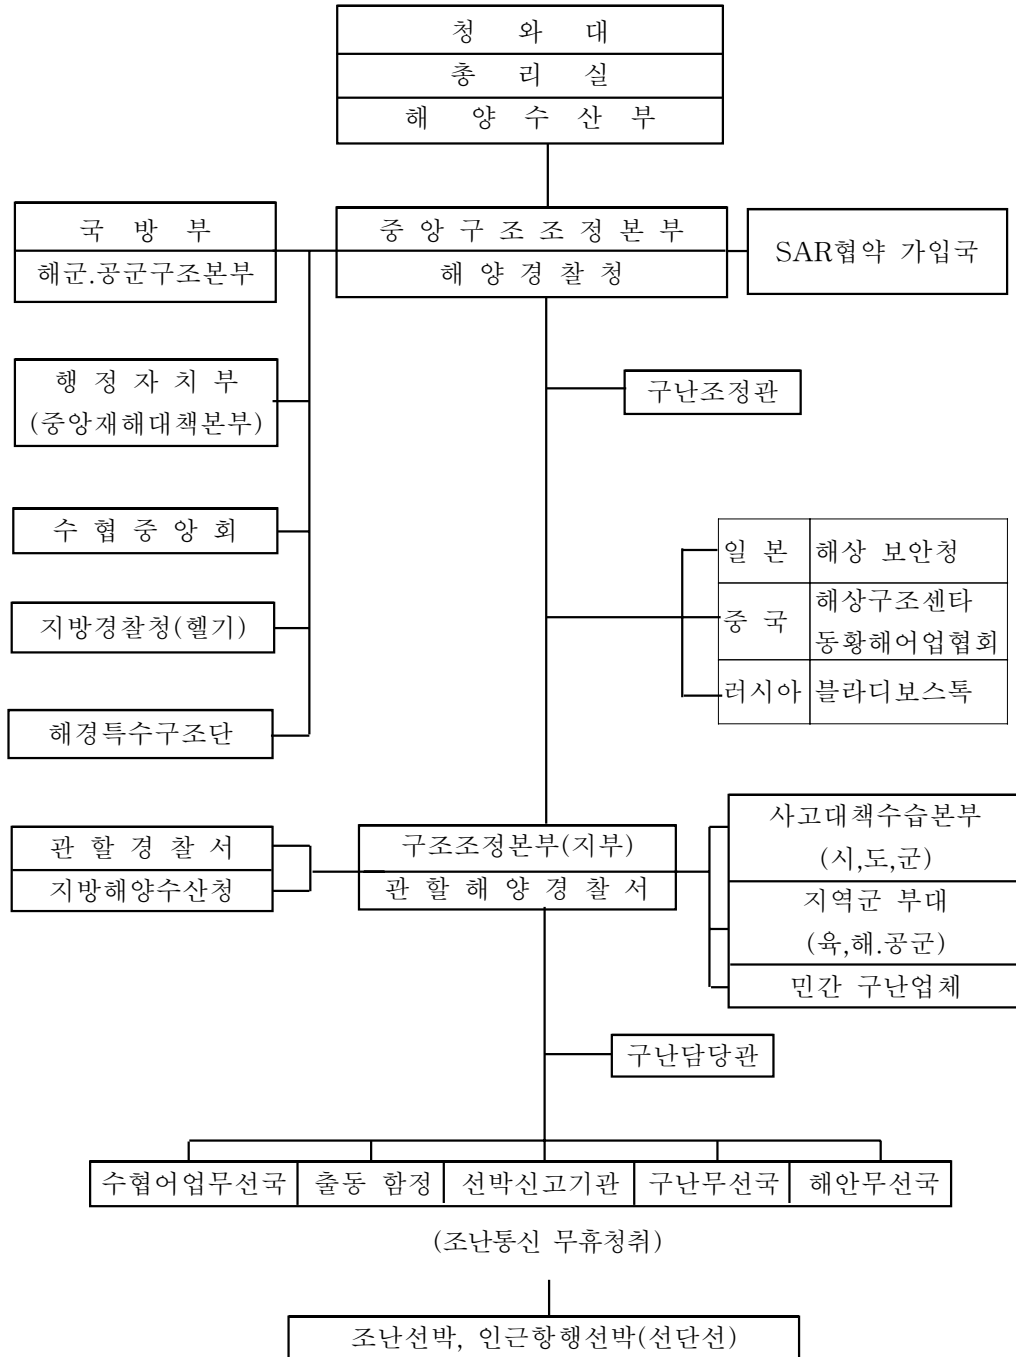 청 와 대
총 리 실
해 양 수 산 부
국 방 부
해군.공군구조본부
중 앙 구 조 조 정 본 부
해 양 경 찰 청
SAR협약 가입국
행 정 자 치 부
(중앙재해대책본부)
구난조정관
수 협 중 앙 회
일 본 해상 보안청
중 국 해상구조센타
동황해어업협회
러시아 블라디보스톡
지방경찰청(헬기)
해경특수구조단
관 할 경 찰 서
지방해양수산청
구조조정본부(지부)
관 할 해 양 경 찰 서
사고대책수습본부
(시,도,군)
지역군 부대
(육,해.공군)
민간 구난업체
구난담당관
수협어업무선국 출동 함정 선박신고기관 구난무선국 해안무선국
(조난통신 무휴청취)
조난선박, 인근항행선박(선단선)